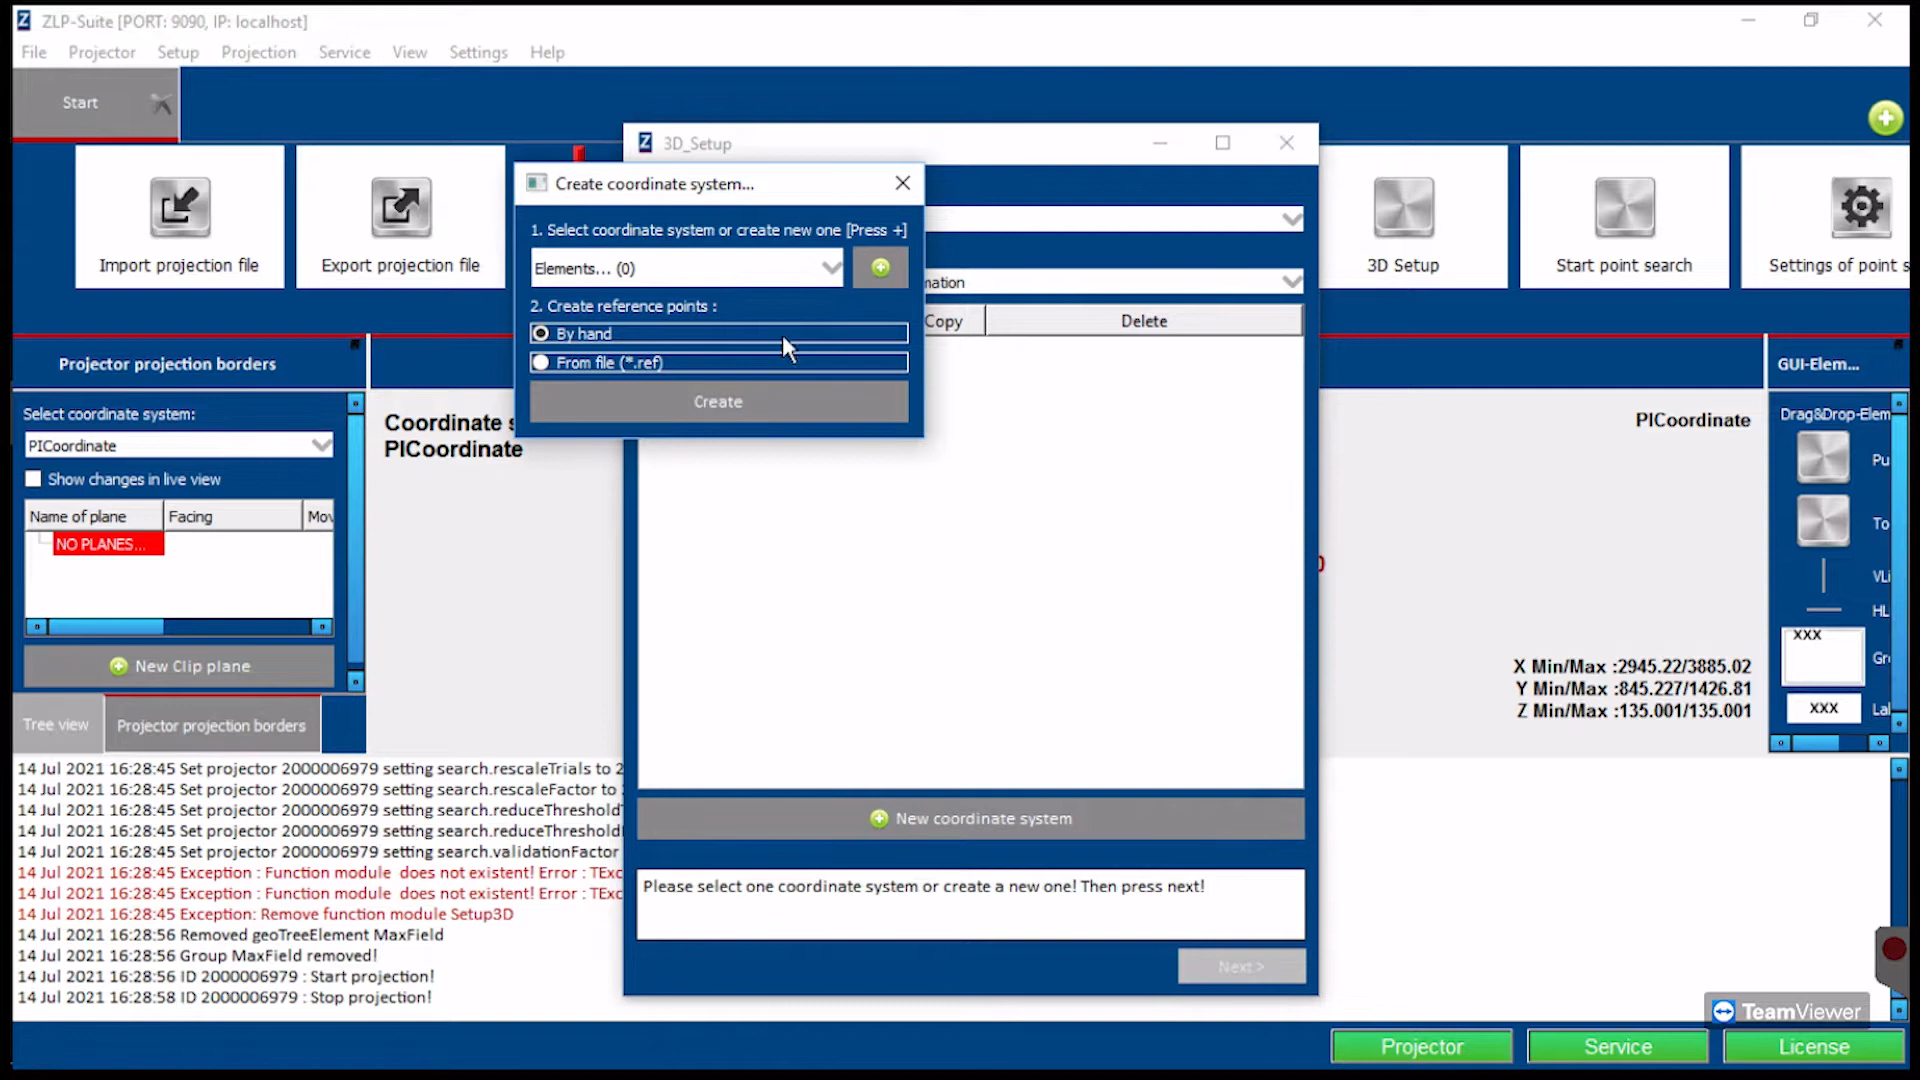 ZLP-Suite [PORT: 9090, IP: localhost]
File Projector Setup Projection Service View Settings Help
Start
3D_Setup
Create coordinate system...
1. Select coordinate system or create new one [Press +]
Elements... (0)
2. Create reference points :
By hand
From file (*.ref)
Create
Import projection file
Export projection file
3D Setup
Start point search
Settings of point s
mation
Copy
Delete
Projector projection borders
GUI-Elem...
Select coordinate system:
PICoordinate
Show changes in live view
Name of plane Facing Mov
NO PLANES...
New Clip plane
Tree view
Projector projection borders
Coordinate s
PICoordinate
PICoordinate
X Min/Max :2945.22/3885.02
Y Min/Max :845.227/1426.81
Z Min/Max :135.001/135.001
Drag&Drop-Elem
Pu
To
VLi
HL
XXX
Gr
XXX
Lal
New coordinate system
Please select one coordinate system or create a new one! Then press next!
Next >
14 Jul 2021 16:28:45 Set projector 2000006979 setting search.rescaleTrials to 2
14 Jul 2021 16:28:45 Set projector 2000006979 setting search.rescaleFactor to
14 Jul 2021 16:28:45 Set projector 2000006979 setting search.reduceThreshold
14 Jul 2021 16:28:45 Set projector 2000006979 setting search.reduceThreshold
14 Jul 2021 16:28:45 Set projector 2000006979 setting search.validationFactor
14 Jul 2021 16:28:45 Exception : Function module does not existent! Error : TExc
14 Jul 2021 16:28:45 Exception : Function module does not existent! Error : TExc
14 Jul 2021 16:28:45 Exception: Remove function module Setup3D
14 Jul 2021 16:28:56 Removed geoTreeElement MaxField
14 Jul 2021 16:28:56 Group MaxField removed!
14 Jul 2021 16:28:56 ID 2000006979 : Start projection!
14 Jul 2021 16:28:58 ID 2000006979 : Stop projection!
TeamViewer
Projector
Service
License